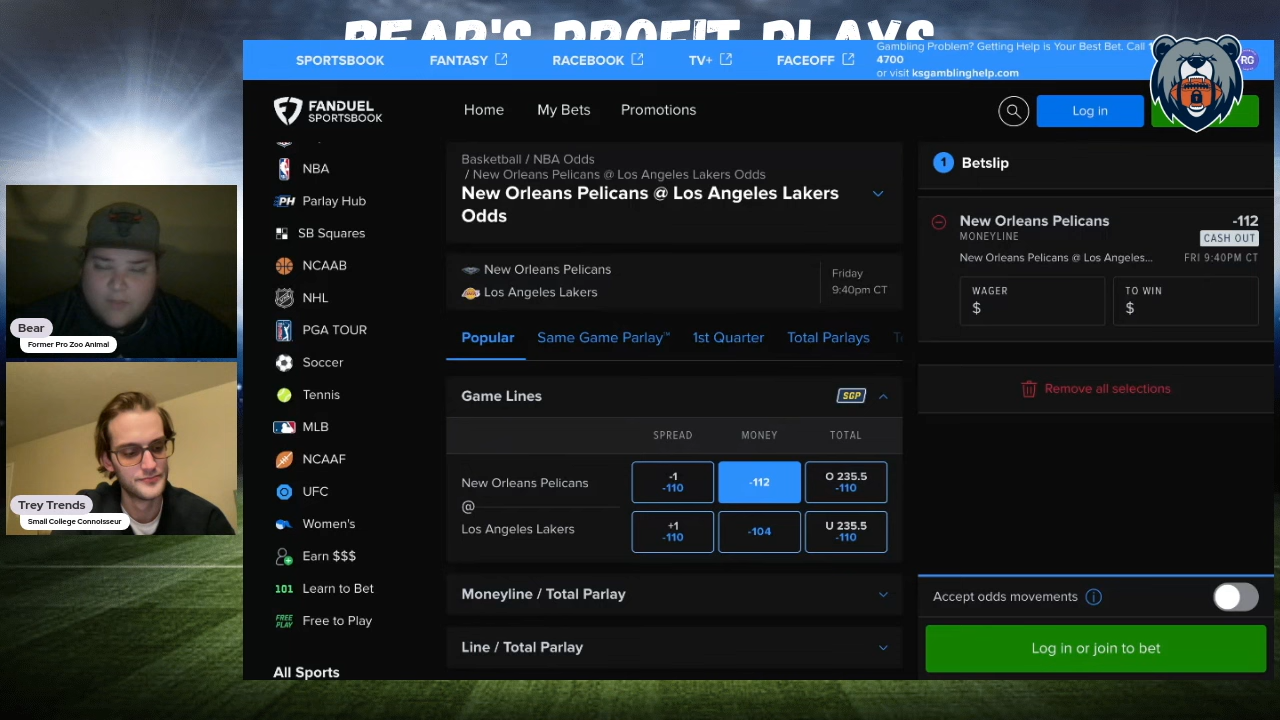 BEAR'S PROFIT PLAYS
SPORTSBOOK
FANTASY
RACEBOOK
TV+
FACEOFF
Gambling Problem? Getting Help is Your Best Bet. Call
4700
or visit ksgamblinghelp.com
RG
FANDUEL
SPORTSBOOK
Home
My Bets
Promotions
Log in
NBA
PH Parlay Hub
SB Squares
NCAAB
NHL
PGA TOUR
Soccer
Tennis
MLB
NCAAF
UFC
Women's
Earn $$$
101 Learn to Bet
FREE PLAY Free to Play
All Sports
Basketball / NBA Odds
/ New Orleans Pelicans @ Los Angeles Lakers Odds
New Orleans Pelicans @ Los Angeles Lakers
Odds
New Orleans Pelicans
Los Angeles Lakers
Friday
9:40pm CT
Popular
Same Game Parlay™
1st Quarter
Total Parlays
Game Lines
SGP
SPREAD
MONEY
TOTAL
New Orleans Pelicans
-1
-110
-112
O 235.5
-110
@
Los Angeles Lakers
+1
-110
-104
U 235.5
-110
Moneyline / Total Parlay
Line / Total Parlay
1 Betslip
New Orleans Pelicans
-112
MONEYLINE
CASH OUT
New Orleans Pelicans @ Los Angeles...
FRI 9:40PM CT
WAGER
$
TO WIN
$
Remove all selections
Accept odds movements
Log in or join to bet
Bear
Former Pro Zoo Animal
Trey Trends
Small College Connoisseur